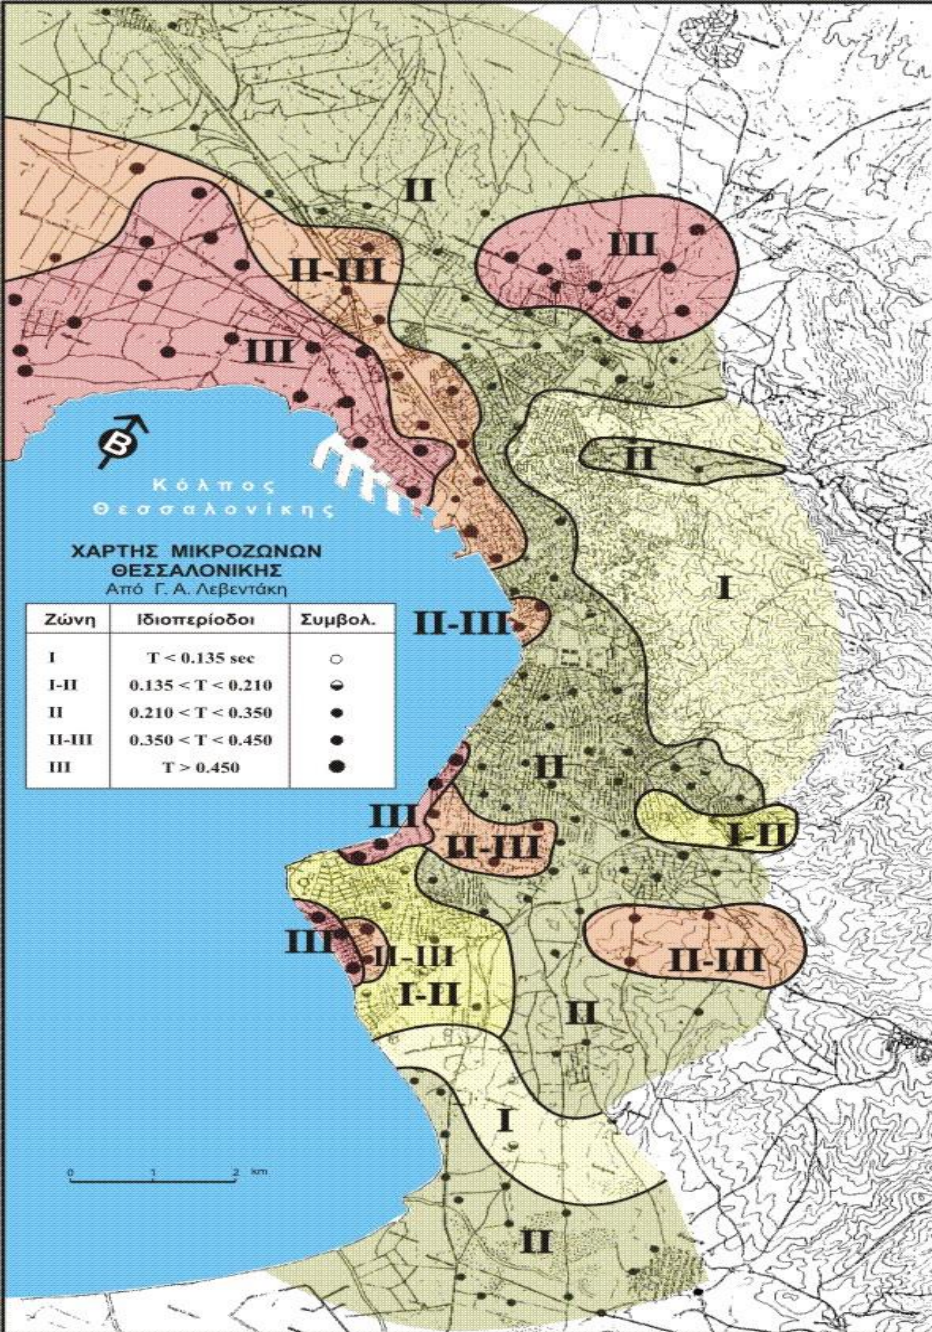 II
III
II-III
III
II
Β
Κόλπος
Θεσσαλονίκης
ΧΑΡΤΗΣ ΜΙΚΡΟΖΩΝΩΝ
ΘΕΣΣΑΛΟΝΙΚΗΣ
Από Γ. Α. Λεβεντάκη
I
Ζώνη Ιδιοπερίοδοι Συμβολ.
I T < 0.135 sec
I-II 0.135 < T < 0.210
II 0.210 < T < 0.350
II-III 0.350 < T < 0.450
III T > 0.450
II-III
II
III
II-III
I-II
III
II-III
II-III
I-II
II
I
0 1 2 km
II